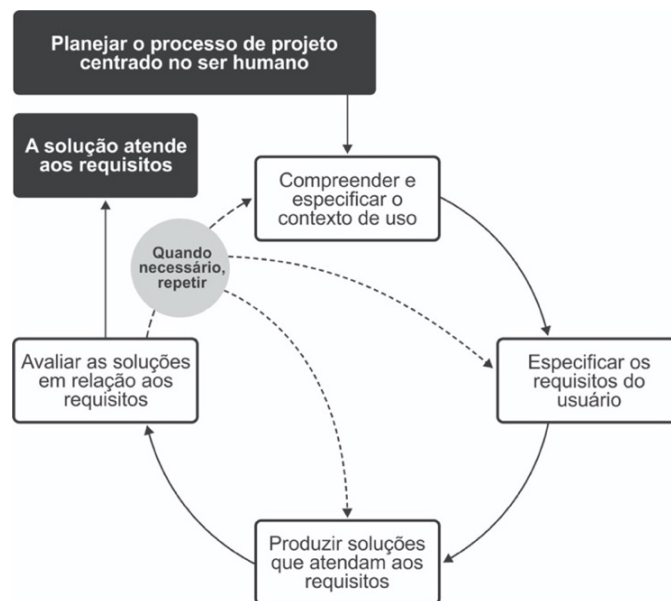 Planejar o processo de projeto
centrado no ser humano
A solução atende
aos requisitos
Compreender e
especificar o
contexto de uso
Quando
necessário,
repetir
Avaliar as soluções
em relação aos
requisitos
Especificar os
requisitos do
usuário
Produzir soluções
que atendam aos
requisitos